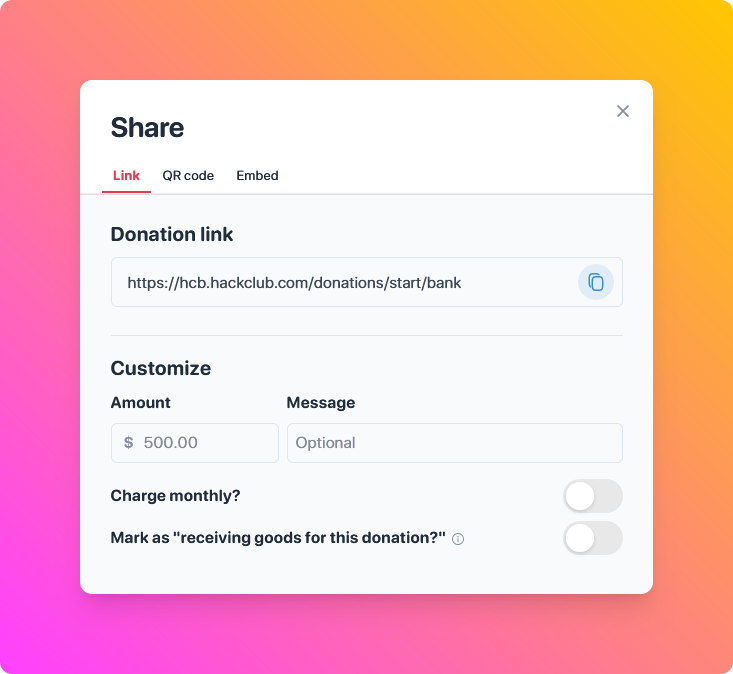 Share
Link QR code Embed
Donation link
https://hcb.hackclub.com/donations/start/bank
Customize
Amount Message
$ 500.00 Optional
Charge monthly?
Mark as "receiving goods for this donation?"